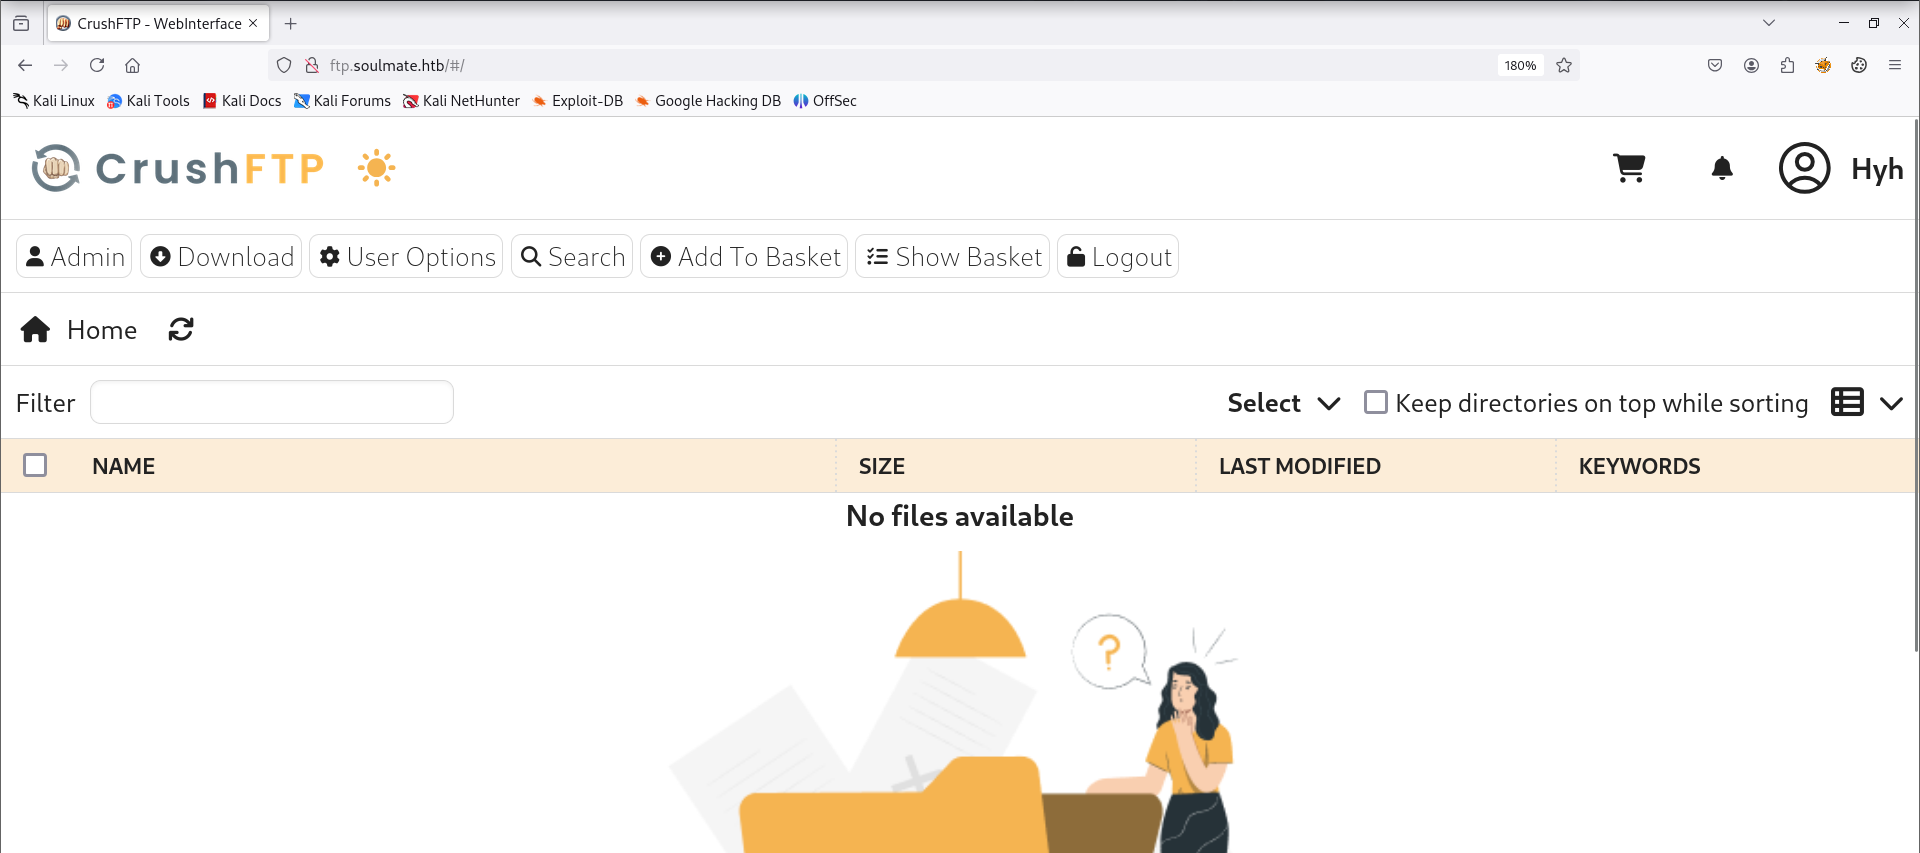 CrushFTP - WebInterface
ftp.soulmate.htb/#/ 180%
Kali Linux Kali Tools Kali Docs Kali Forums Kali NetHunter Exploit-DB Google Hacking DB OffSec
CrushFTP Hyh
Admin Download User Options Search Add To Basket Show Basket Logout
Home
Filter Select Keep directories on top while sorting
NAME SIZE LAST MODIFIED KEYWORDS
No files available
?